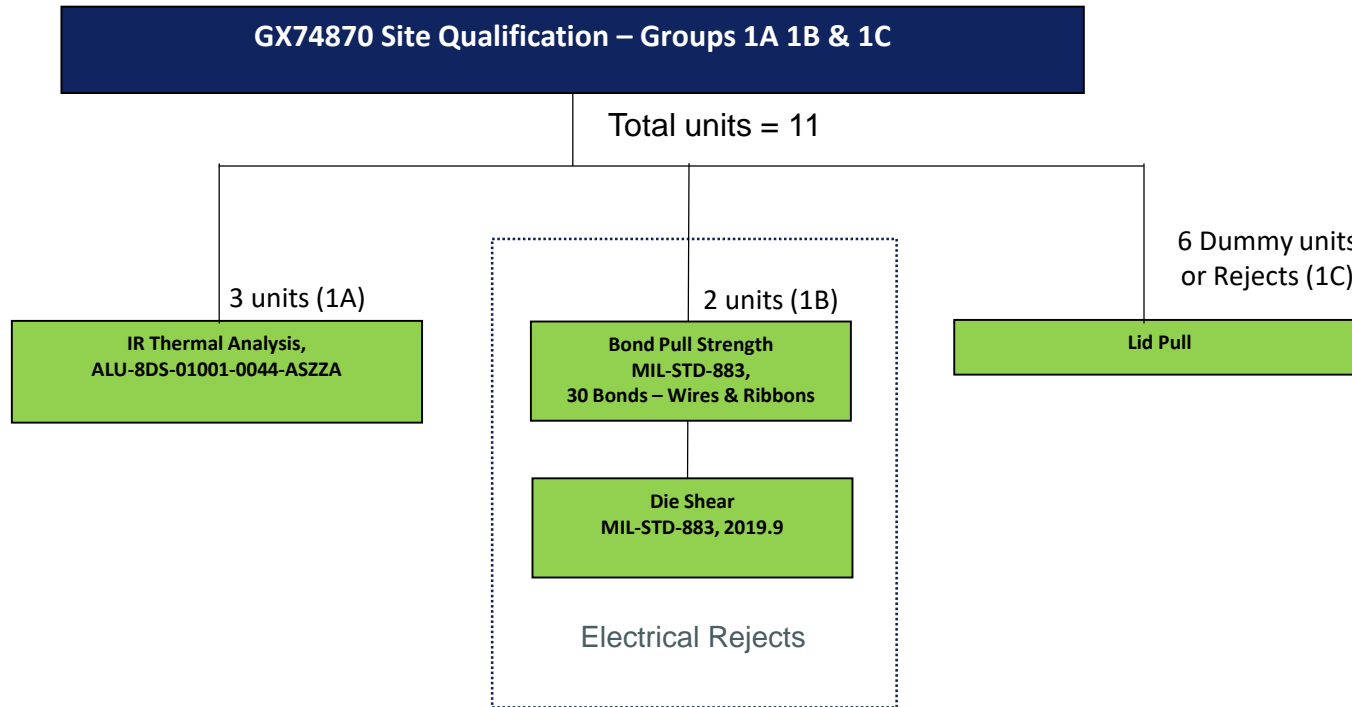 GX74870 Site Qualification – Groups 1A 1B & 1C
Total units = 11
3 units (1A)
IR Thermal Analysis,
ALU-8DS-01001-0044-ASZZA
2 units (1B)
Bond Pull Strength
MIL-STD-883,
30 Bonds – Wires & Ribbons
Die Shear
MIL-STD-883, 2019.9
Electrical Rejects
6 Dummy units
or Rejects (1C)
Lid Pull